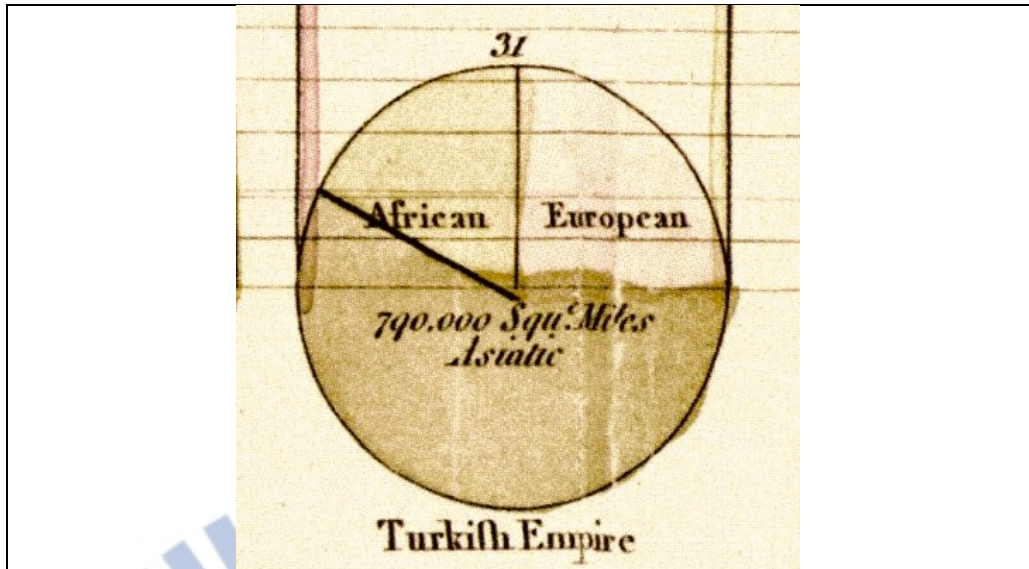 31
African European
790.000 Squ.ᵉ Miles
Asiatic
Turkiſh Empire